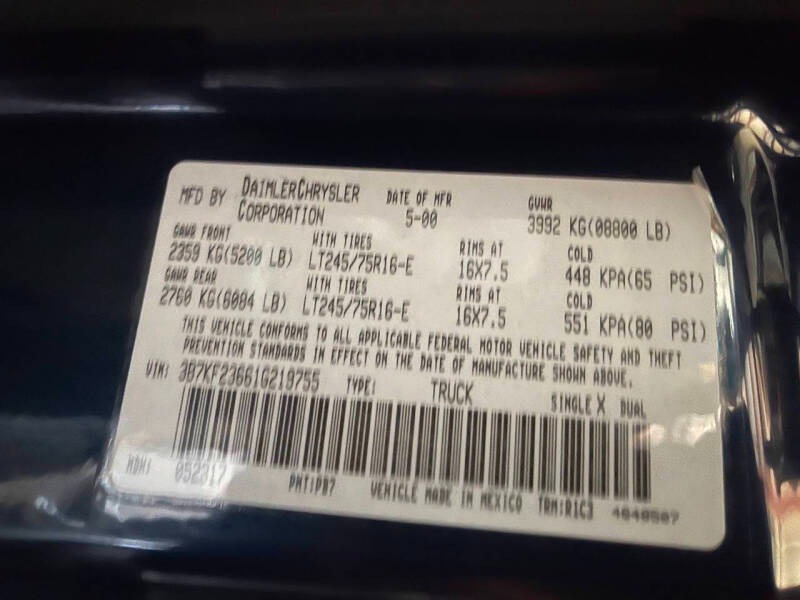 MFD BY DAIMLERCHRYSLER CORPORATION DATE OF MFR 5-00 GVWR 3992 KG(08800 LB)
GAWR FRONT WITH TIRES RIMS AT COLD
2359 KG(5200 LB) LT245/75R16-E 16X7.5 448 KPA(65 PSI)
GAWR REAR WITH TIRES RIMS AT COLD
2760 KG(6084 LB) LT245/75R16-E 16X7.5 551 KPA(80 PSI)
THIS VEHICLE CONFORMS TO ALL APPLICABLE FEDERAL MOTOR VEHICLE SAFETY AND THEFT
PREVENTION STANDARDS IN EFFECT ON THE DATE OF MANUFACTURE SHOWN ABOVE.
VIN: 3B7KF23661G219755 TYPE: TRUCK SINGLE X DUAL
MDH: 052317 PNT:PB7 VEHICLE MADE IN MEXICO TRM:R1C3 4648507